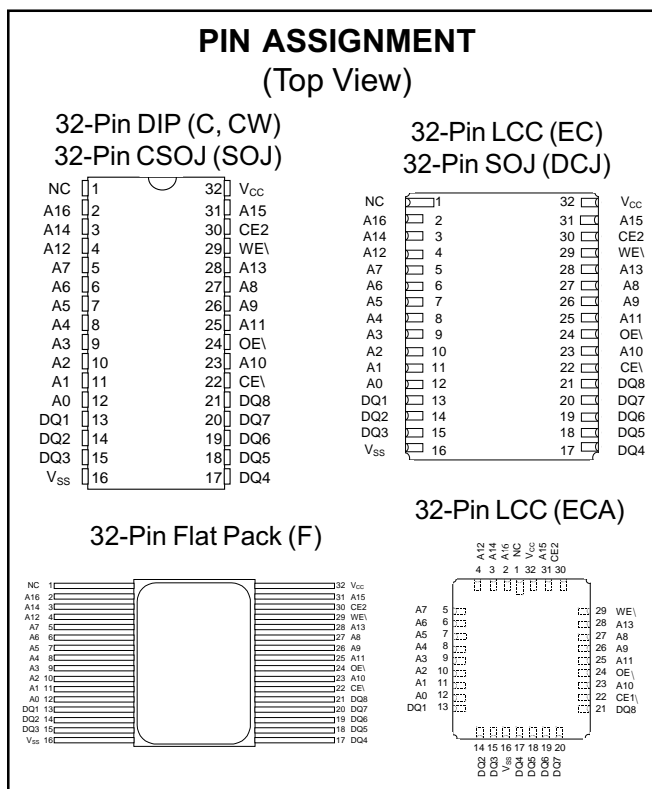 PIN ASSIGNMENT
(Top View)
32-Pin DIP (C, CW)
32-Pin CSOJ (SOJ)
NC 1 32 VCC
A16 2 31 A15
A14 3 30 CE2
A12 4 29 WE\
A7 5 28 A13
A6 6 27 A8
A5 7 26 A9
A4 8 25 A11
A3 9 24 OE\
A2 10 23 A10
A1 11 22 CE\
A0 12 21 DQ8
DQ1 13 20 DQ7
DQ2 14 19 DQ6
DQ3 15 18 DQ5
VSS 16 17 DQ4
32-Pin LCC (EC)
32-Pin SOJ (DCJ)
NC 1 32 VCC
A16 2 31 A15
A14 3 30 CE2
A12 4 29 WE\
A7 5 28 A13
A6 6 27 A8
A5 7 26 A9
A4 8 25 A11
A3 9 24 OE\
A2 10 23 A10
A1 11 22 CE\
A0 12 21 DQ8
DQ1 13 20 DQ7
DQ2 14 19 DQ6
DQ3 15 18 DQ5
VSS 16 17 DQ4
32-Pin Flat Pack (F)
NC 1 32 VCC
A16 2 31 A15
A14 3 30 CE2
A12 4 29 WE\
A7 5 28 A13
A6 6 27 A8
A5 7 26 A9
A4 8 25 A11
A3 9 24 OE\
A2 10 23 A10
A1 11 22 CE\
A0 12 21 DQ8
DQ1 13 20 DQ7
DQ2 14 19 DQ6
DQ3 15 18 DQ5
VSS 16 17 DQ4
32-Pin LCC (ECA)
A12 A14 A16 NC VCC A15 CE2
4 3 2 1 32 31 30
A7 5 29 WE\
A6 6 28 A13
A5 7 27 A8
A4 8 26 A9
A3 9 25 A11
A2 10 24 OE\
A1 11 23 A10
A0 12 22 CE1\
DQ1 13 21 DQ8
14 15 16 17 18 19 20
DQ2 DQ3 VSS DQ4 DQ5 DQ6 DQ7